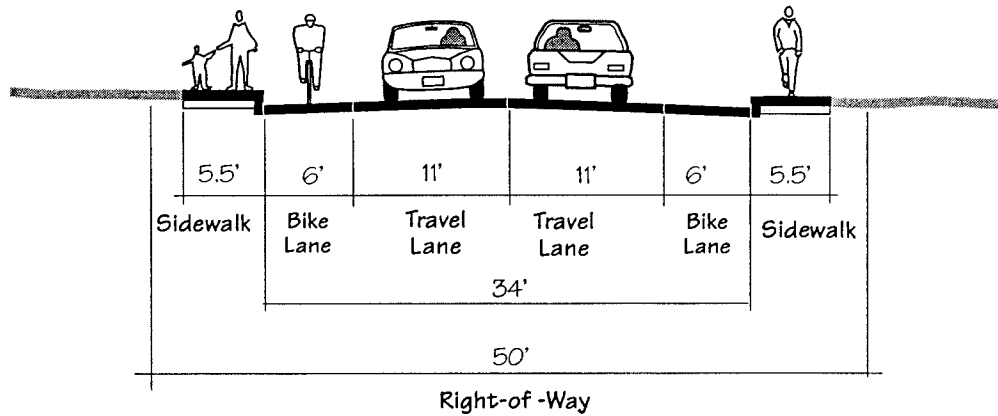 5.5' 6' 11' 11' 6' 5.5'
Sidewalk Bike Lane Travel Lane Travel Lane Bike Lane Sidewalk
34'
50'
Right-of -Way